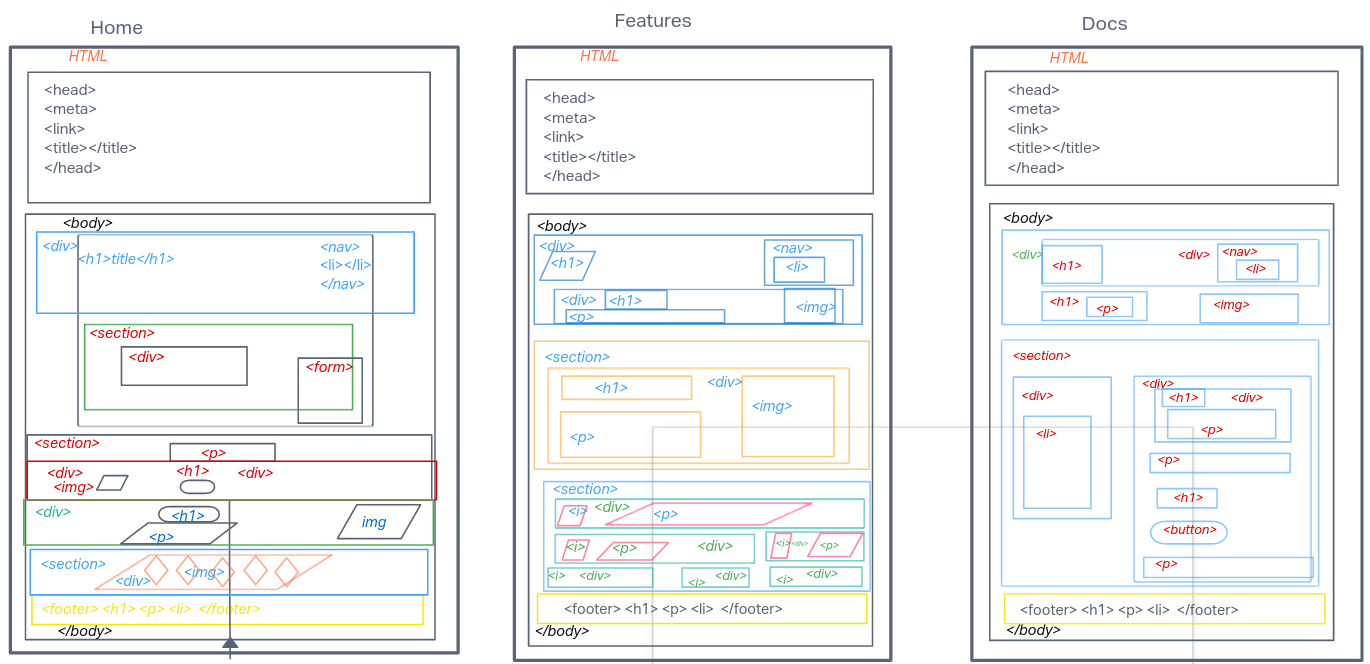 Home
HTML
<head>
<meta>
<link>
<title></title>
</head>
<body>
<div>
<h1>title</h1>
<nav>
<li></li>
</nav>
<section>
<div>
<form>
<section>
<p>
<div>
<img>
<h1>
<div>
<div>
<h1>
<p>
img
<section>
<div>
<img>
<footer> <h1> <p> <li> </footer>
</body>
Features
HTML
<head>
<meta>
<link>
<title></title>
</head>
<body>
<div>
<h1>
<nav>
<li>
<div>
<h1>
<p>
<img>
<section>
<h1>
<div>
<img>
<p>
<section>
<i>
<div>
<p>
<i>
<p>
<div>
<i>
<div>
<p>
<i>
<div>
<i>
<div>
<i>
<div>
<footer> <h1> <p> <li> </footer>
</body>
Docs
HTML
<head>
<meta>
<link>
<title></title>
</head>
<body>
<div>
<h1>
<div>
<nav>
<li>
<h1>
<p>
<img>
<section>
<div>
<li>
<div>
<h1>
<div>
<p>
<p>
<h1>
<button>
<p>
<footer> <h1> <p> <li> </footer>
</body>